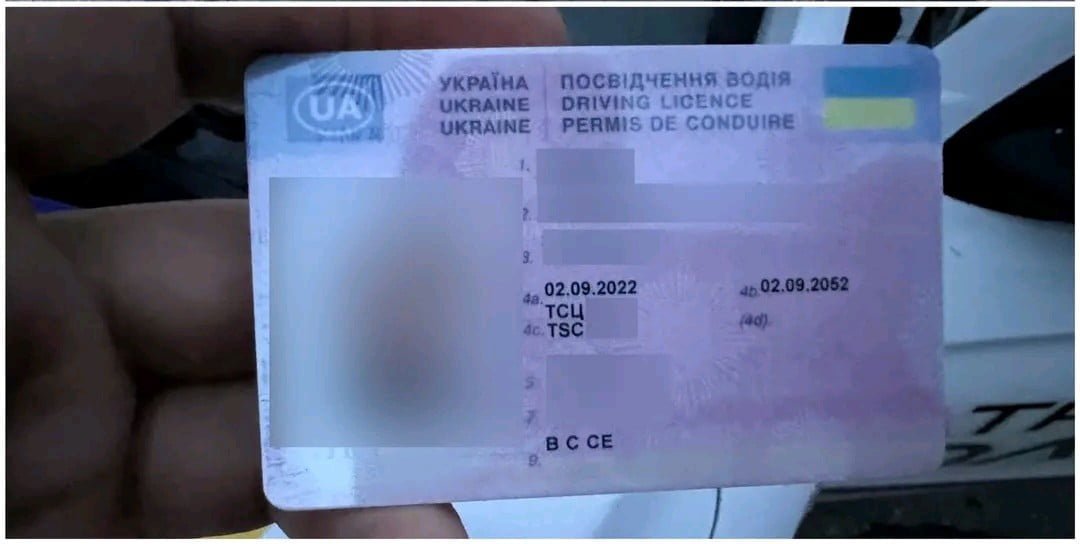 UA
УКРАЇНА
UKRAINE
UKRAINE
ПОСВІДЧЕННЯ ВОДІЯ
DRIVING LICENCE
PERMIS DE CONDUIRE
1.
2.
3.
4a. 02.09.2022 4b. 02.09.2052
ТСЦ
4c. TSC (4d).
5
7
9. B C CE